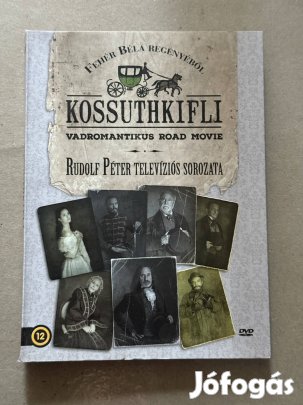 FEHÉR BÉLA REGÉNYÉBŐL
KOSSUTHKIFLI
VADROMANTIKUS ROAD MOVIE
RUDOLF PÉTER TELEVÍZIÓS SOROZATA
12
DVD
Jófogás